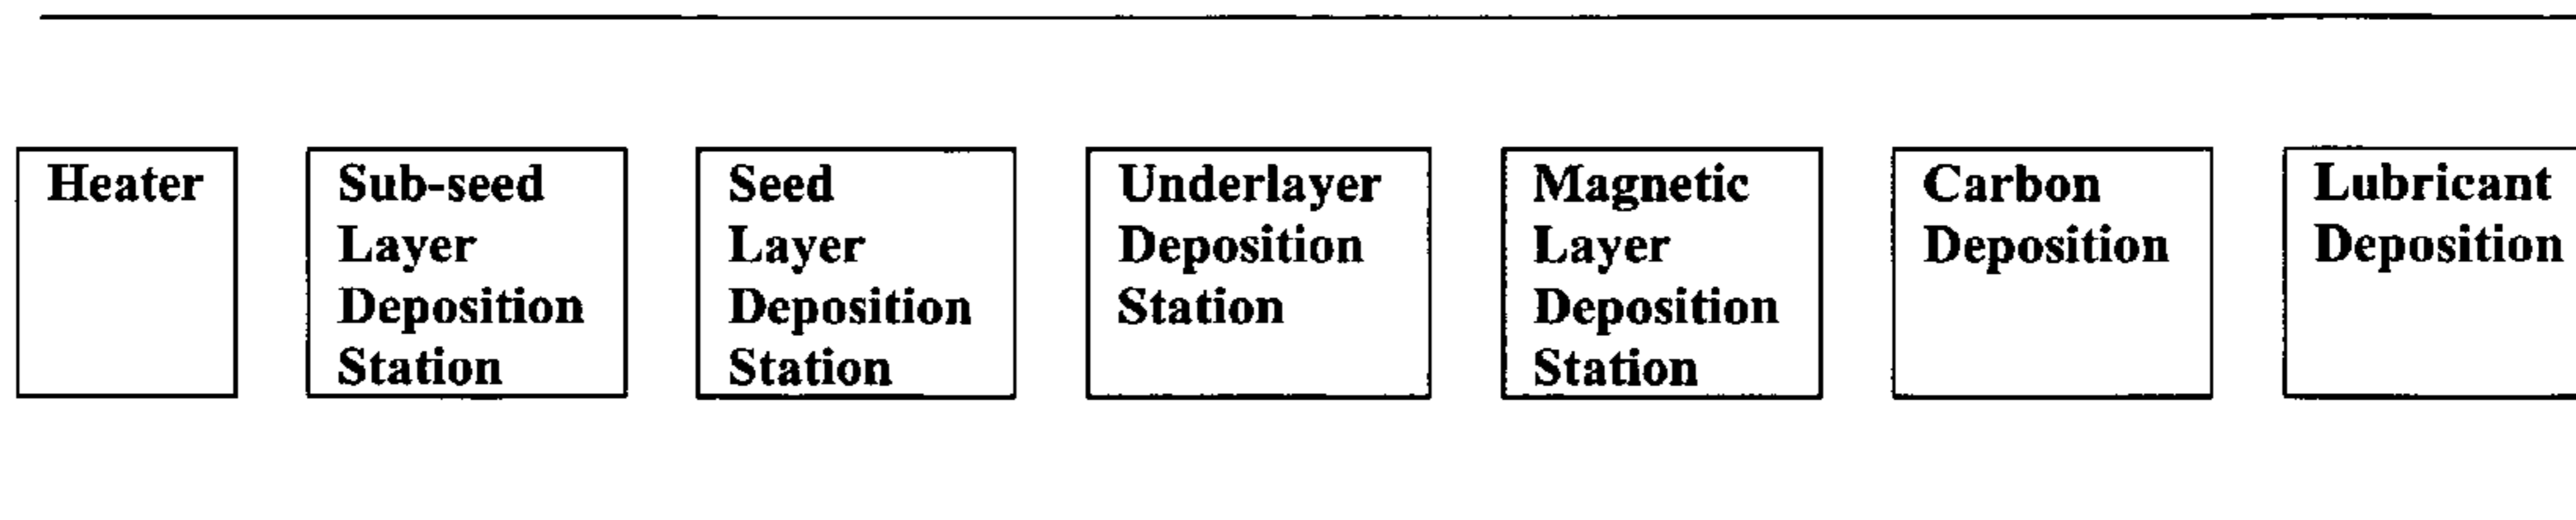 Heater
Sub-seed
Layer
Deposition
Station
Seed
Layer
Deposition
Station
Underlayer
Deposition
Station
Magnetic
Layer
Deposition
Station
Carbon
Deposition
Lubricant
Deposition